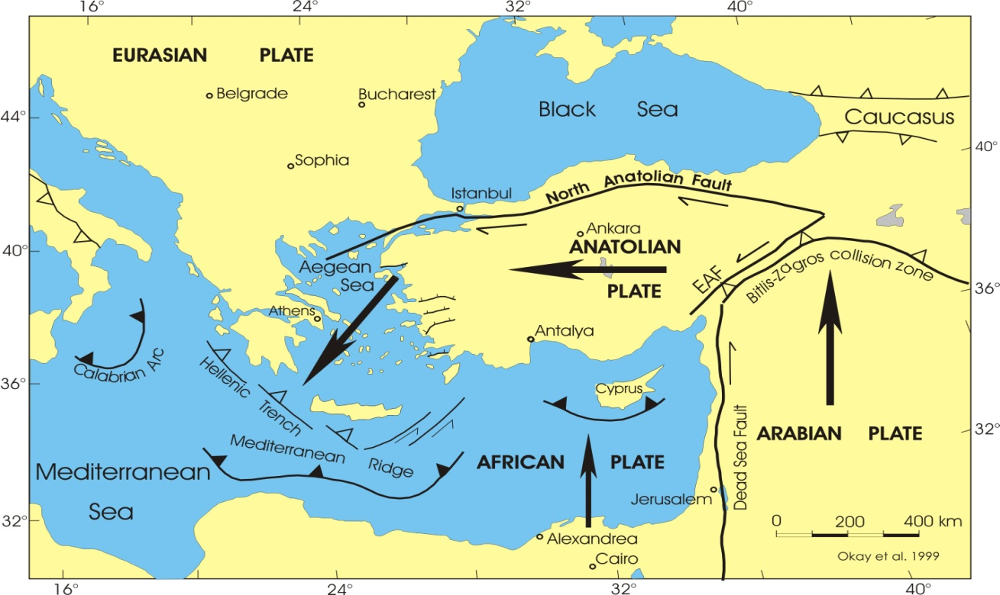 16° 24° 32° 40°
EURASIAN PLATE
Belgrade
Bucharest
Black Sea
44°
Caucasus
40°
Sophia
Istanbul
North Anatolian Fault
Ankara
40°
ANATOLIAN
PLATE
Aegean
Sea
EAF
Bitlis-Zagros collision zone
36°
Athens
Antalya
Calabrian Arc
Hellenic
Trench
36°
Cyprus
Dead Sea Fault
ARABIAN PLATE
32°
Mediterranean Ridge
AFRICAN PLATE
Mediterranean
Sea
Jerusalem
32°
0 200 400 km
Alexandrea
Okay et al. 1999
Cairo
16° 24° 32° 40°